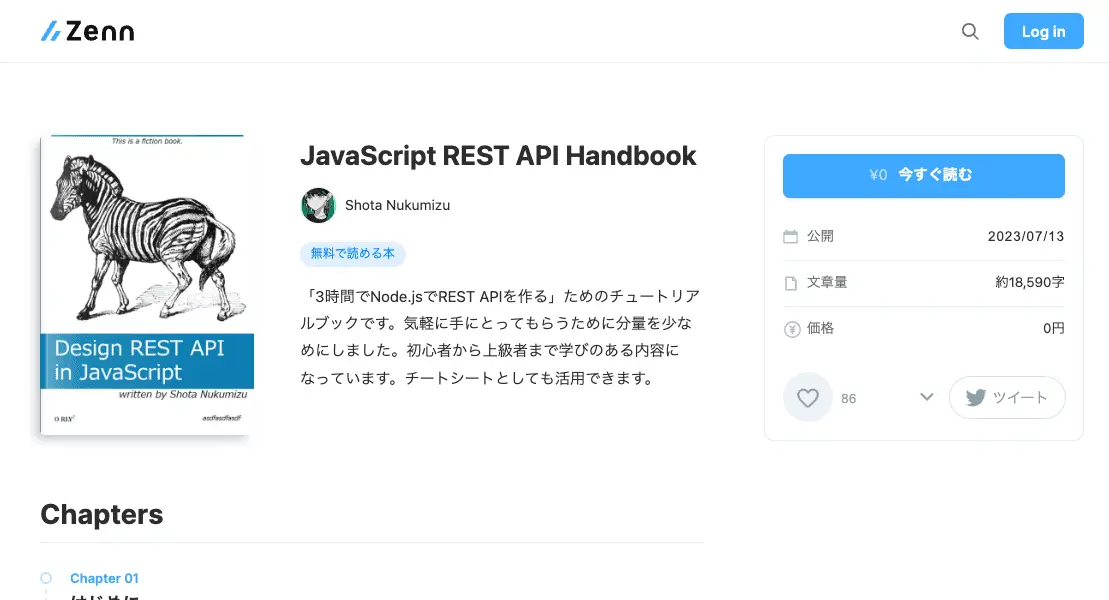 Zenn
Log in
This is a fiction book.
Design REST API
in JavaScript
written by Shota Nukumizu
O RLY?
asdfasdfasdf
JavaScript REST API Handbook
Shota Nukumizu
無料で読める本
「3時間でNode.jsでREST APIを作る」ためのチュートリア
ルブックです。気軽に手にとってもらうために分量を少な
めにしました。初心者から上級者まで学びのある内容に
なっています。チートシートとしても活用できます。
¥0 今すぐ読む
公開 2023/07/13
文章量 約18,590字
価格 0円
86 ツイート
Chapters
Chapter 01
はじめに